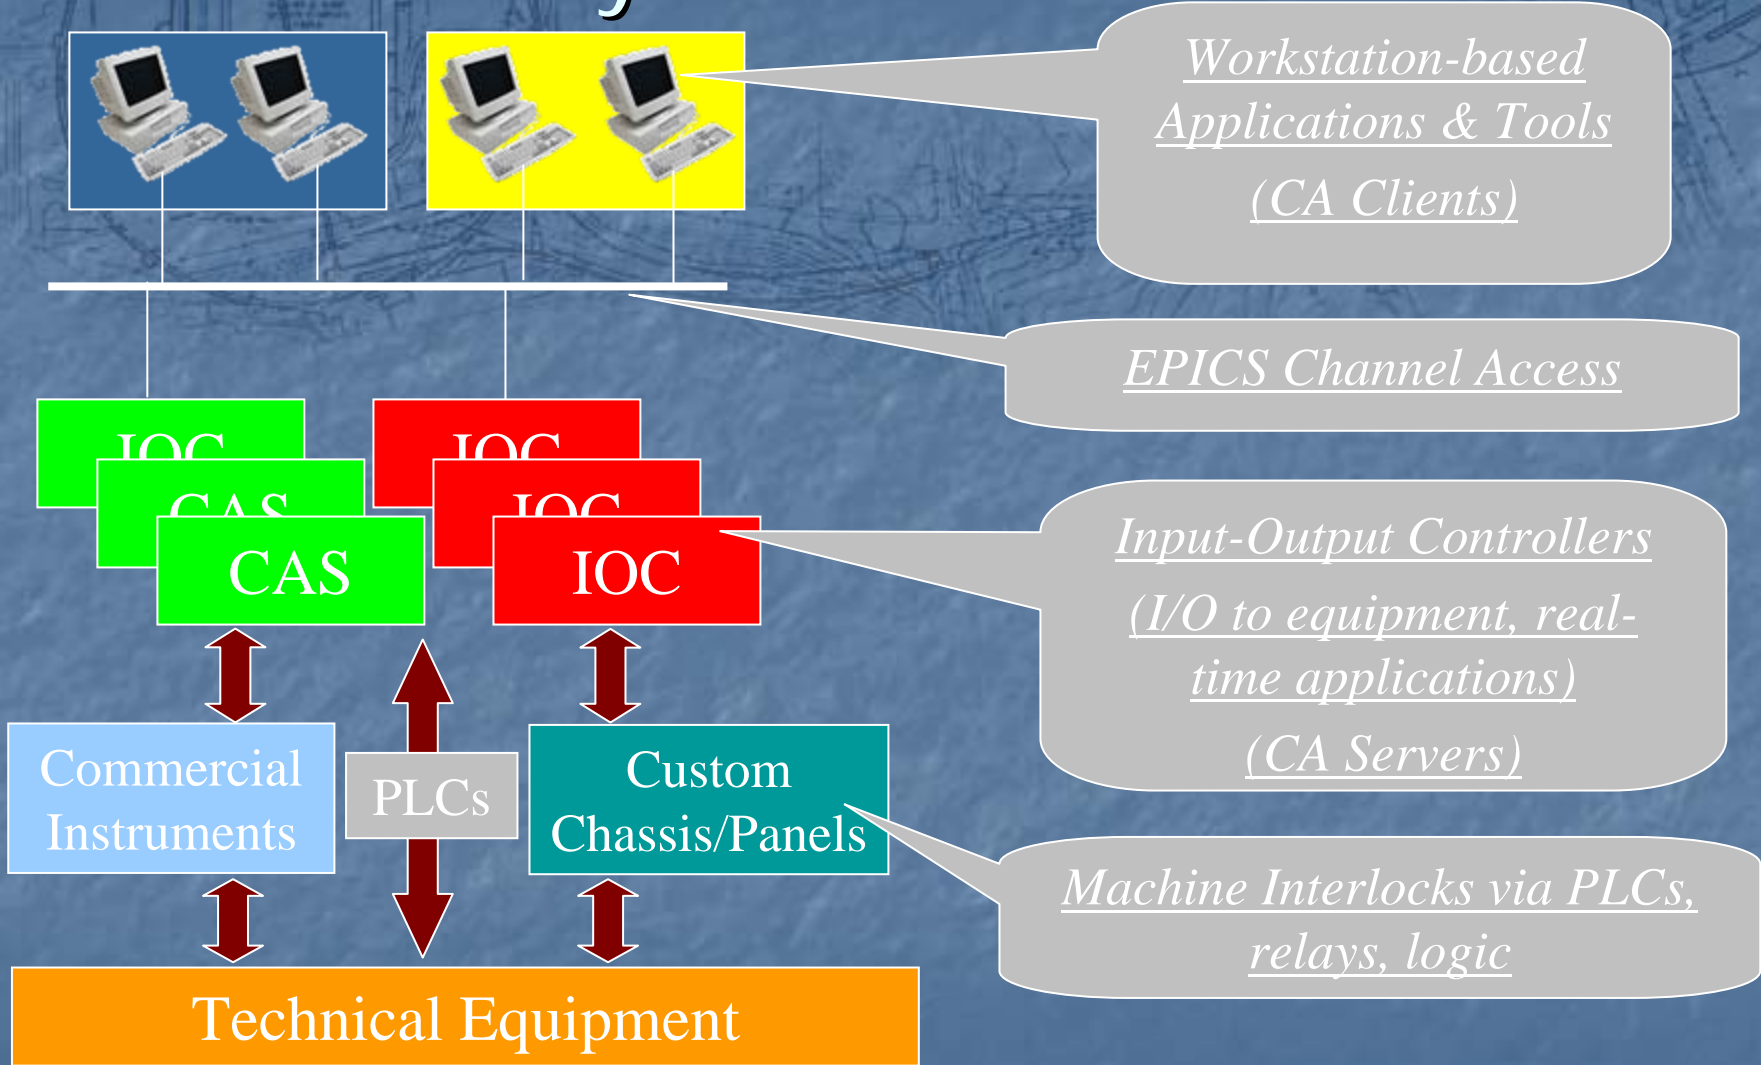 Workstation-based
Applications & Tools
(CA Clients)
EPICS Channel Access
IOC
IOC
CAS
IOC
CAS
IOC
Input-Output Controllers
(I/O to equipment, real-
time applications)
(CA Servers)
Commercial
Instruments
PLCs
Custom
Chassis/Panels
Machine Interlocks via PLCs,
relays, logic
Technical Equipment